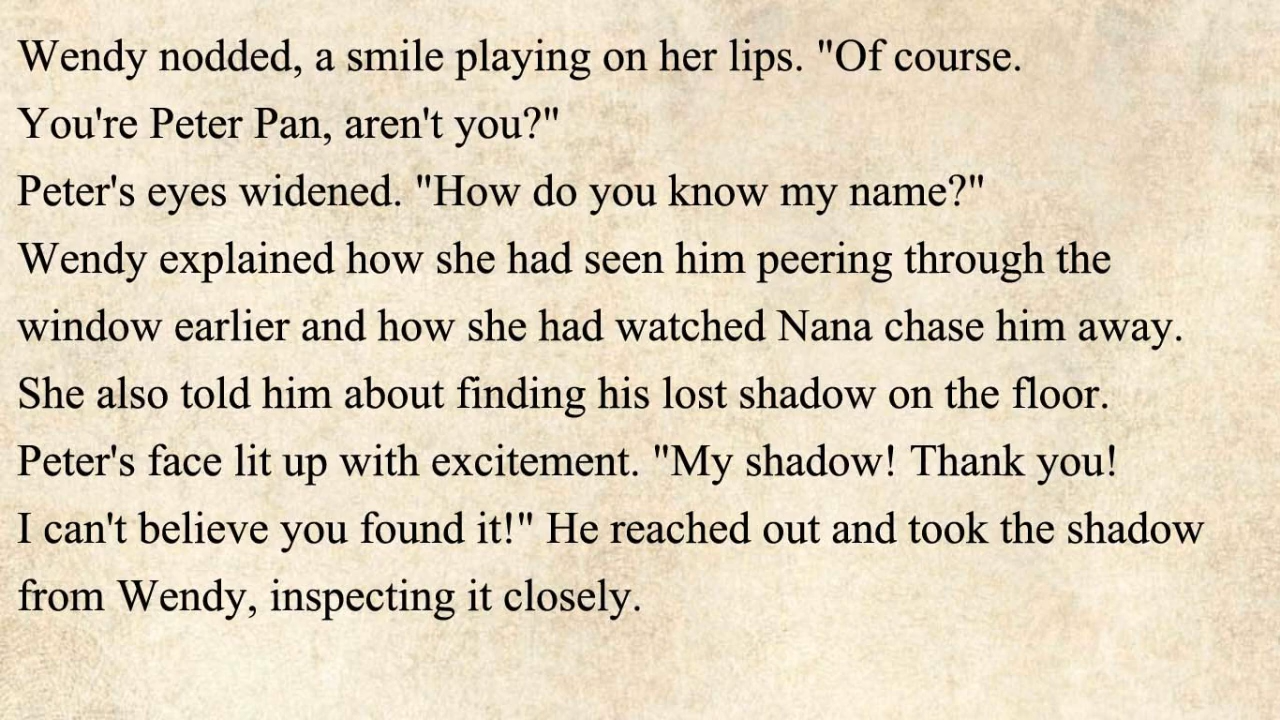 Wendy nodded, a smile playing on her lips. "Of course.
You're Peter Pan, aren't you?"
Peter's eyes widened. "How do you know my name?"
Wendy explained how she had seen him peering through the
window earlier and how she had watched Nana chase him away.
She also told him about finding his lost shadow on the floor.
Peter's face lit up with excitement. "My shadow! Thank you!
I can't believe you found it!" He reached out and took the shadow
from Wendy, inspecting it closely.